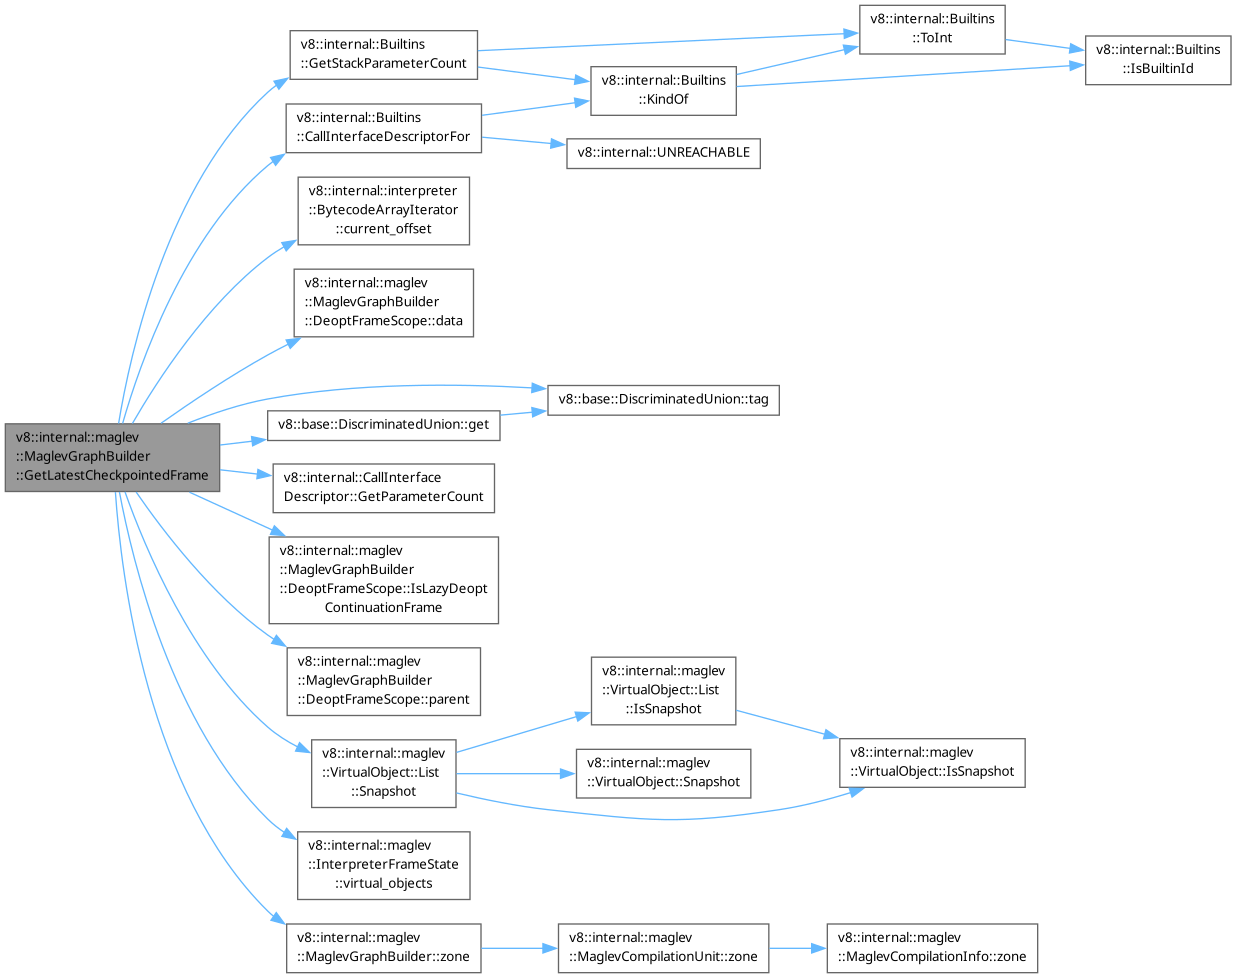 v8::internal::maglev
::MaglevGraphBuilder
::GetLatestCheckpointedFrame
v8::internal::Builtins
::GetStackParameterCount
v8::internal::Builtins
::ToInt
v8::internal::Builtins
::IsBuiltinId
v8::internal::Builtins
::KindOf
v8::internal::Builtins
::CallInterfaceDescriptorFor
v8::internal::UNREACHABLE
v8::internal::interpreter
::BytecodeArrayIterator
::current_offset
v8::internal::maglev
::MaglevGraphBuilder
::DeoptFrameScope::data
v8::base::DiscriminatedUnion::tag
v8::base::DiscriminatedUnion::get
v8::internal::CallInterface
Descriptor::GetParameterCount
v8::internal::maglev
::MaglevGraphBuilder
::DeoptFrameScope::IsLazyDeopt
ContinuationFrame
v8::internal::maglev
::MaglevGraphBuilder
::DeoptFrameScope::parent
v8::internal::maglev
::VirtualObject::List
::Snapshot
v8::internal::maglev
::VirtualObject::List
::IsSnapshot
v8::internal::maglev
::VirtualObject::IsSnapshot
v8::internal::maglev
::VirtualObject::Snapshot
v8::internal::maglev
::InterpreterFrameState
::virtual_objects
v8::internal::maglev
::MaglevGraphBuilder::zone
v8::internal::maglev
::MaglevCompilationUnit::zone
v8::internal::maglev
::MaglevCompilationInfo::zone